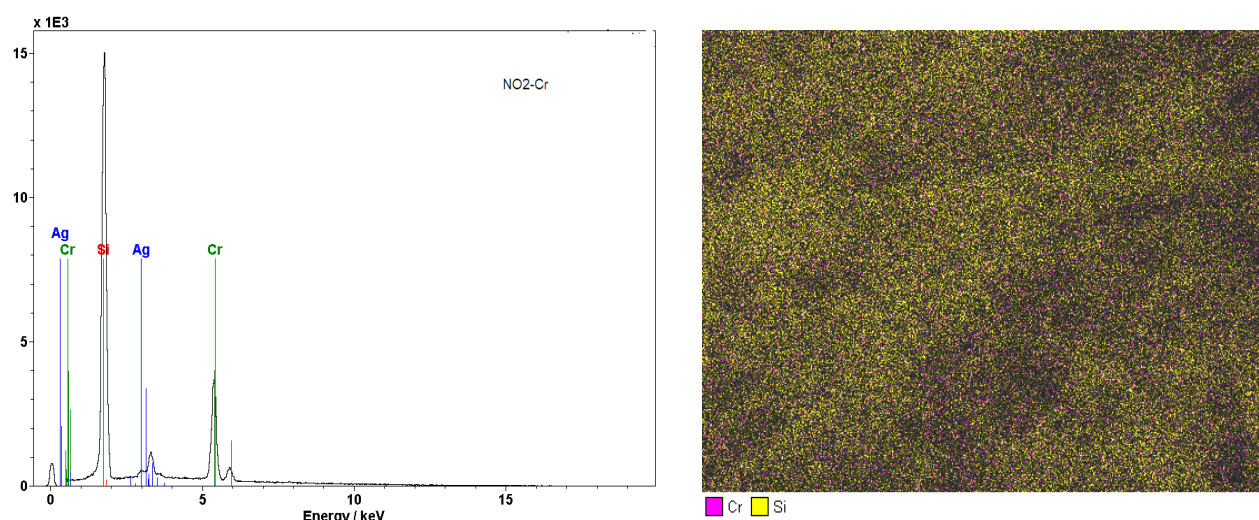 x 1E3
15
NO2-Cr
10
Ag
Cr Si Ag Cr
5
0
0 5 10 15
Energy / keV
Cr Si